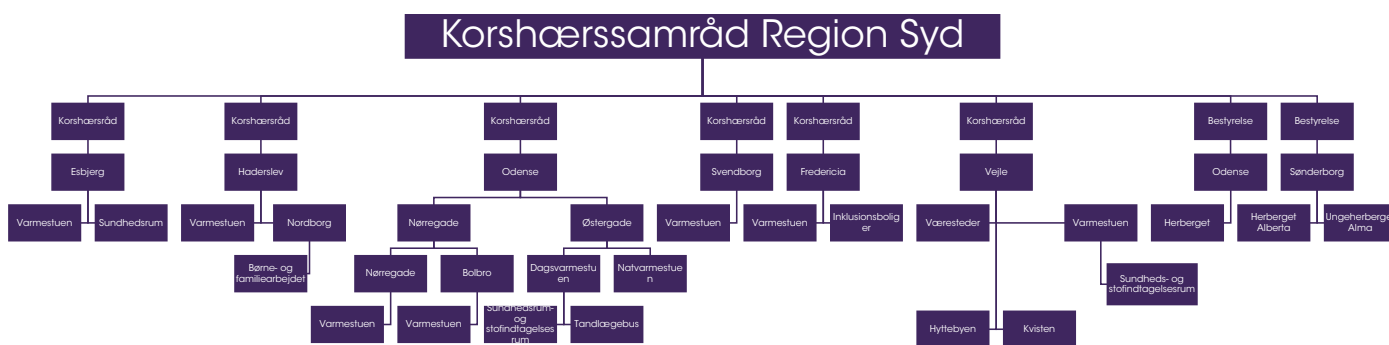 Korshærssamråd Region Syd
Korshærsråd
Korshærsråd
Korshærsråd
Korshærsråd
Korshærsråd
Korshærsråd
Bestyrelse
Bestyrelse
Esbjerg
Haderslev
Odense
Svendborg
Fredericia
Vejle
Odense
Sønderborg
Varmestuen
Sundhedsrum
Varmestuen
Nordborg
Nørregade
Østergade
Varmestuen
Varmestuen
Inklusionsbolig
er
Væresteder
Varmestuen
Herberget
Herberget
Alberta
Ungeherberge
Alma
Børne- og
familiearbejdet
Nørregade
Bolbro
Dagsvarmestu
en
Natvarmestue
n
Sundheds- og
stofindtagelsesrum
Varmestuen
Varmestuen
Sundhedsrum-
og
stofindtagelses
rum
Tandlægebus
Hyttebyen
Kvisten